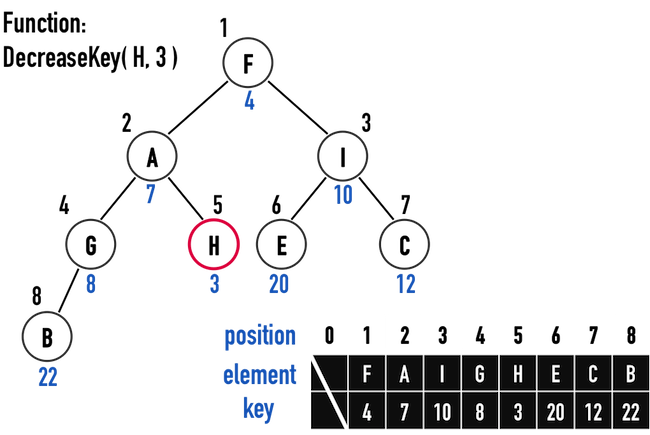 Function:
DecreaseKey( H, 3 )
1
F
4
2
3
A
I
7
10
4
5
6
7
G
H
E
C
8
3
20
12
8
B
22
position 0 1 2 3 4 5 6 7 8
element F A I G H E C B
key 4 7 10 8 3 20 12 22